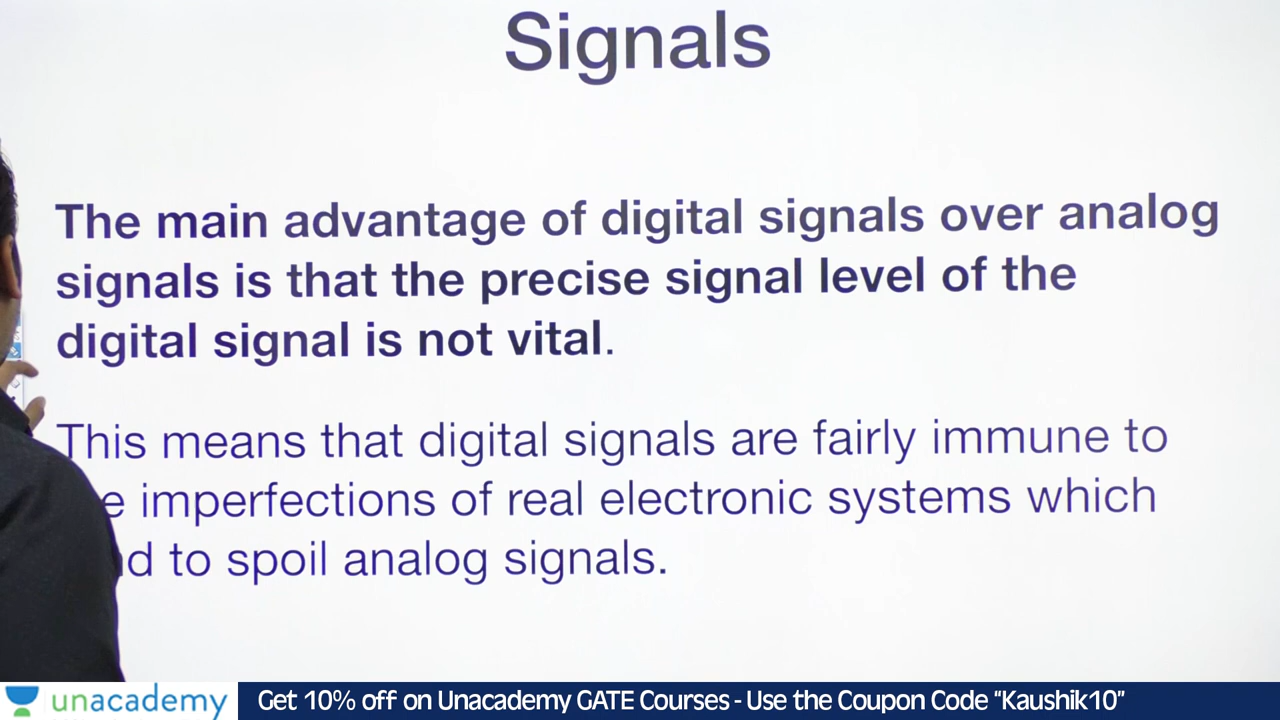 Signals
The main advantage of digital signals over analog
signals is that the precise signal level of the
digital signal is not vital.
This means that digital signals are fairly immune to
imperfections of real electronic systems which
to spoil analog signals.
unacademy
Get 10% off on Unacademy GATE Courses - Use the Coupon Code “Kaushik10”